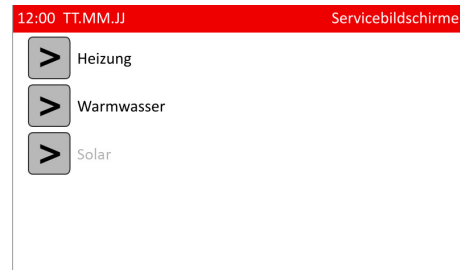 12:00 TT.MM.JJ Servicebildschirme
> Heizung
> Warmwasser
> Solar